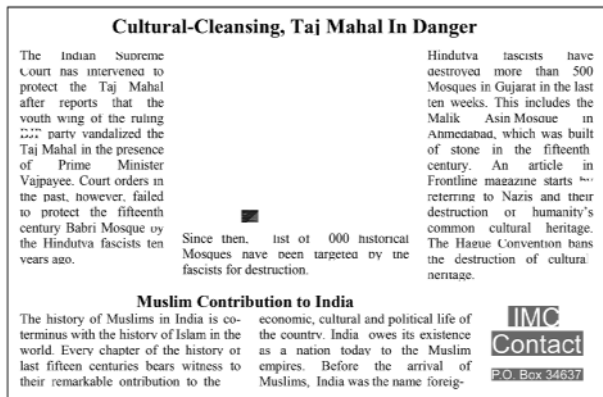 Cultural-Cleansing, Taj Mahal In Danger
The Indian Supreme
Court has intervened to
protect the Taj Mahal
after reports that the
youth wing of the ruling
BJP party vandalized the
Taj Mahal in the presence
of Prime Minister
Vajpayee. Court orders in
the past, however, failed
to protect the fifteenth
century Babri Mosque by
the Hindutva fascists ten
years ago.
Since then, list of 000 historical
Mosques have been targeted by the
fascists for destruction.
Hindutva fascists have
destroyed more than 500
Mosques in Gujarat in the last
ten weeks. This includes the
Malik Asin Mosque in
Ahmedabad, which was built
of stone in the fifteenth
century. An article in
Frontline magazine starts by
referring to Nazis and their
destruction of humanity's
common cultural heritage.
The Hague Convention bans
the destruction of cultural
heritage.
Muslim Contribution to India
The history of Muslims in India is co-
terminus with the history of Islam in the
world. Every chapter of the history of
last fifteen centuries bears witness to
their remarkable ontribution to the
economic, cultural and political life of
the country. India owes its existence
as a nation today to the Muslim
empires. Before the arrival of
Muslims, India was the name foreig-
IMC
Contact
P.O. Box 34637